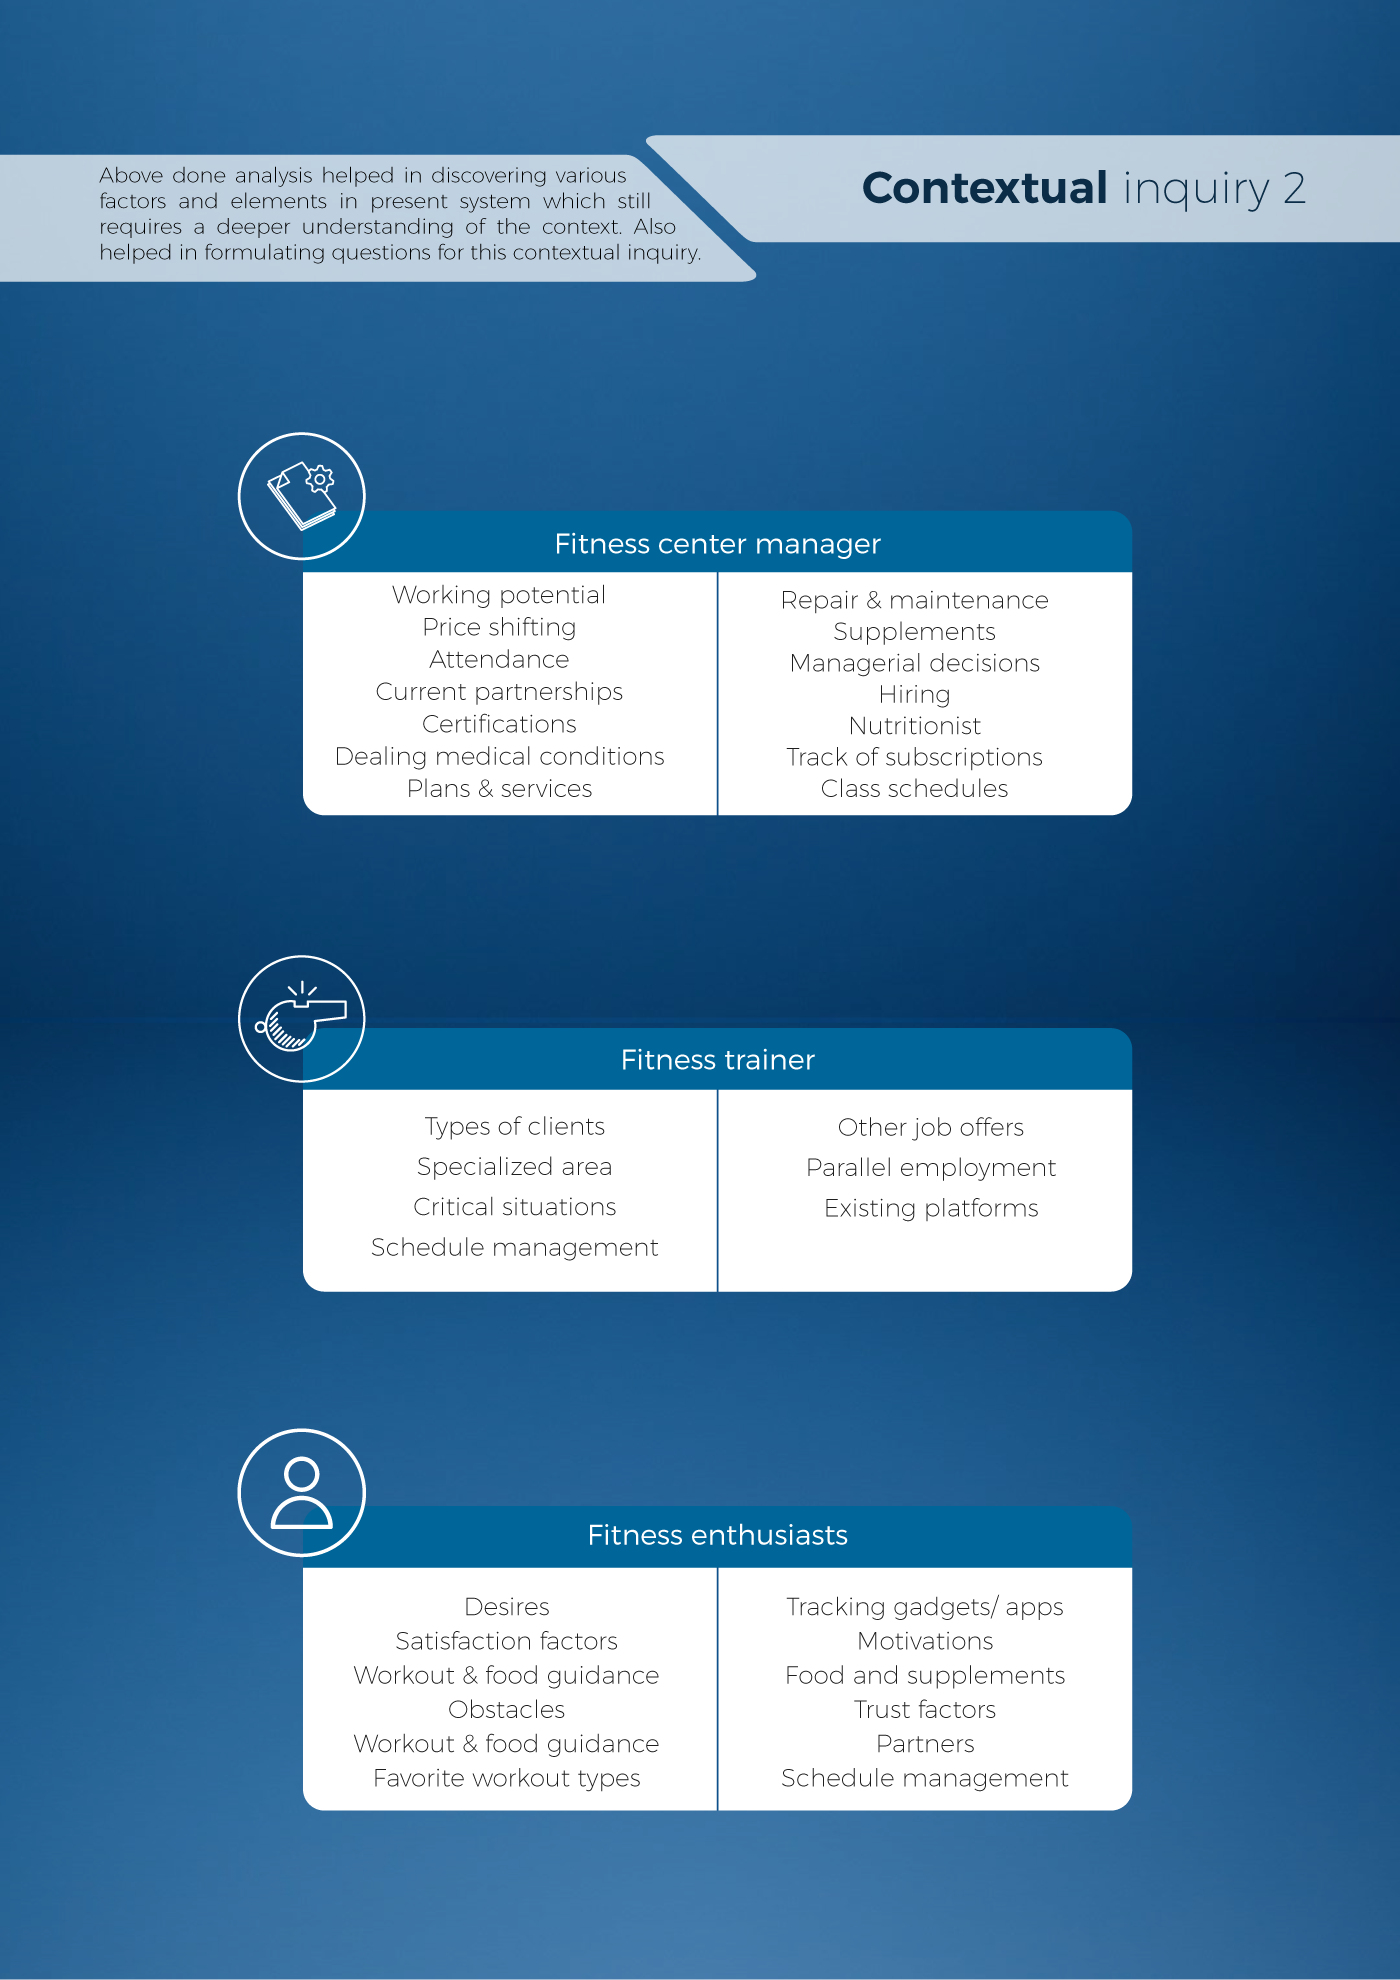 Above done analysis helped in discovering various
factors and elements in present system which still
requires a deeper understanding of the context. Also
helped in formulating questions for this contextual inquiry.
Contextual inquiry 2
Fitness center manager
Working potential
Price shifting
Attendance
Current partnerships
Certifications
Dealing medical conditions
Plans & services
Repair & maintenance
Supplements
Managerial decisions
Hiring
Nutritionist
Track of subscriptions
Class schedules
Fitness trainer
Types of clients
Specialized area
Critical situations
Schedule management
Other job offers
Parallel employment
Existing platforms
Fitness enthusiasts
Desires
Satisfaction factors
Workout & food guidance
Obstacles
Workout & food guidance
Favorite workout types
Tracking gadgets/ apps
Motivations
Food and supplements
Trust factors
Partners
Schedule management